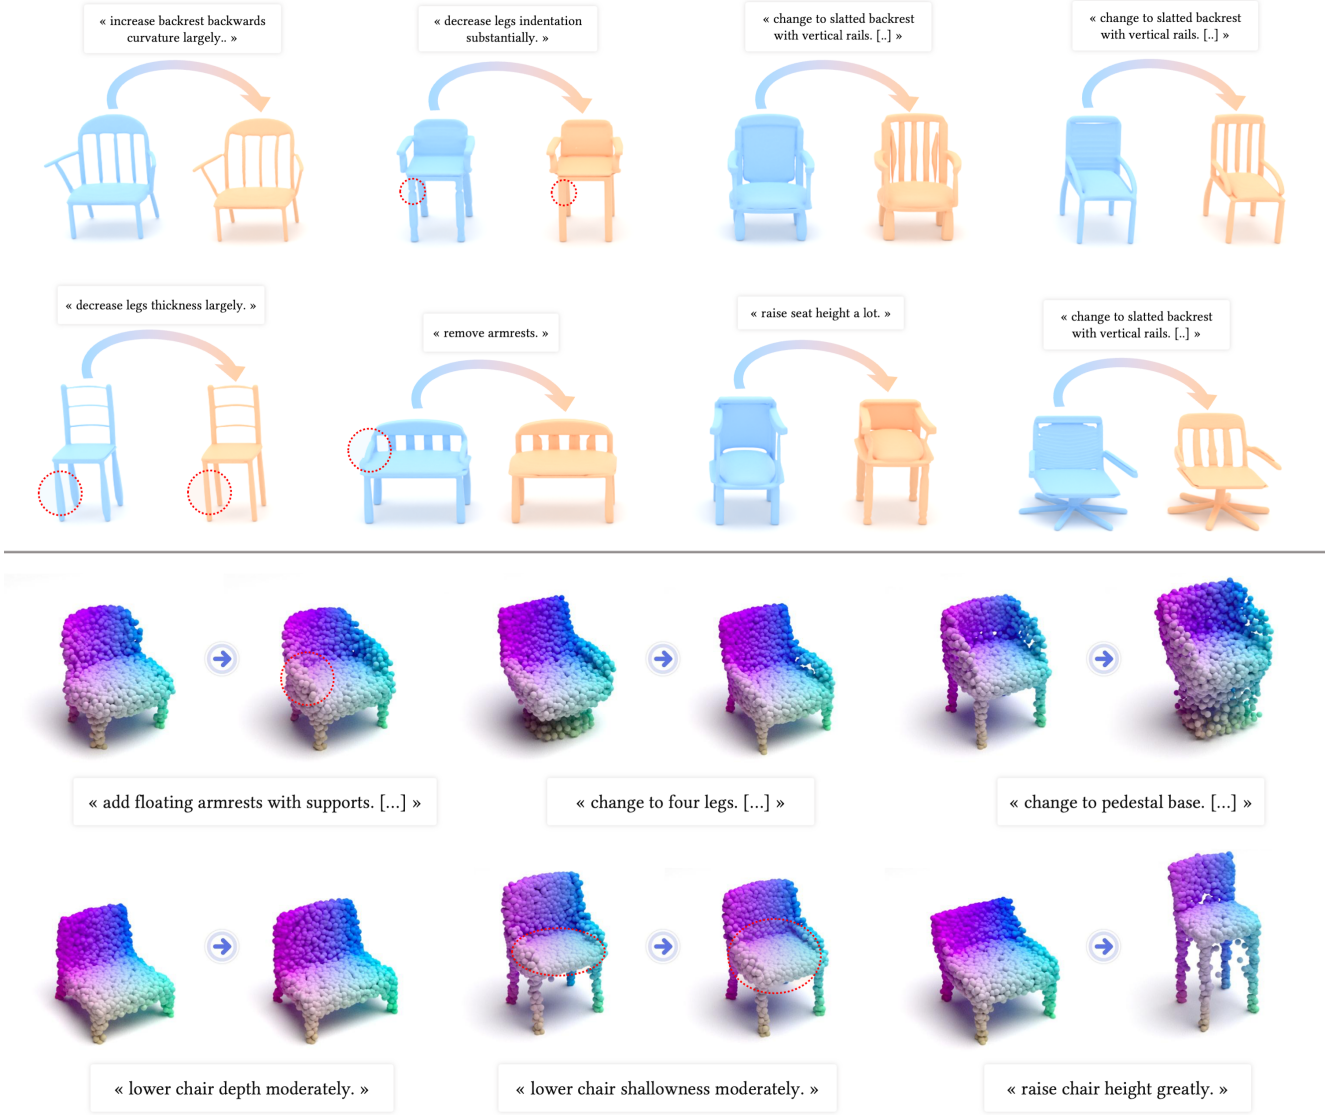 « increase backrest backwards
curvature largely.. »
« decrease legs indentation
substantially. »
« change to slatted backrest
with vertical rails. [..] »
« change to slatted backrest
with vertical rails. [..] »
« decrease legs thickness largely. »
« remove armrests. »
« raise seat height a lot. »
« change to slatted backrest
with vertical rails. [..] »
« add floating armrests with supports. [...] »
« change to four legs. [...] »
« change to pedestal base. [...] »
« lower chair depth moderately. »
« lower chair shallowness moderately. »
« raise chair height greatly. »